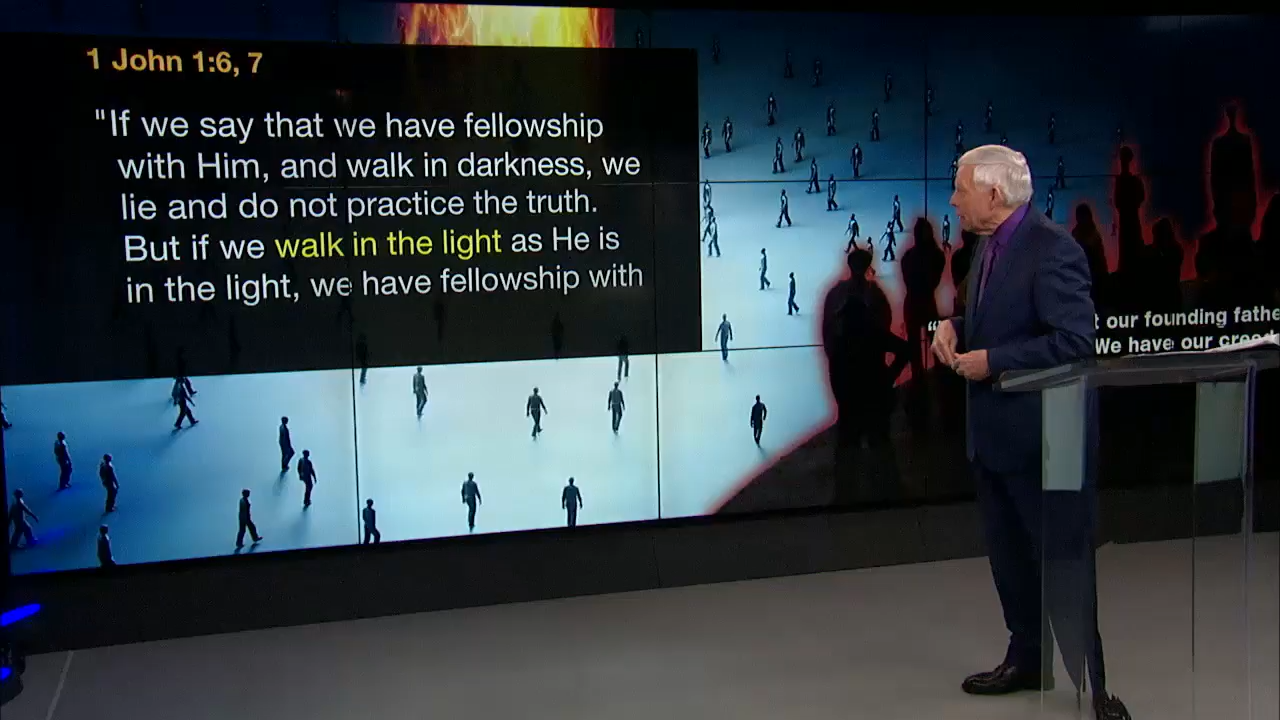 1 John 1:6, 7
"If we say that we have fellowship
with Him, and walk in darkness, we
lie and do not practice the truth.
But if we walk in the light as He is
in the light, we have fellowship with
t our founding fathe
We have our creed